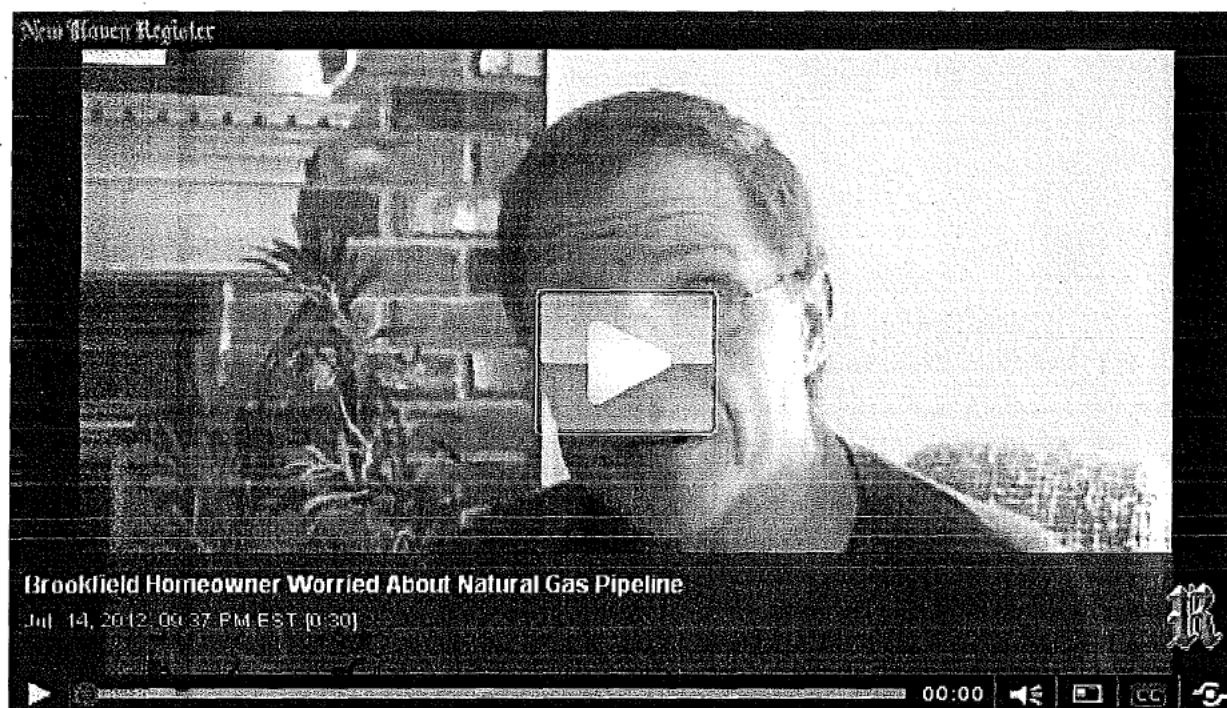 New Haven Register
Brookfield Homeowner Worried About Natural Gas Pipeline
Jul 14, 2012 09:37 PM EST [0:30]
00:00
CC
R